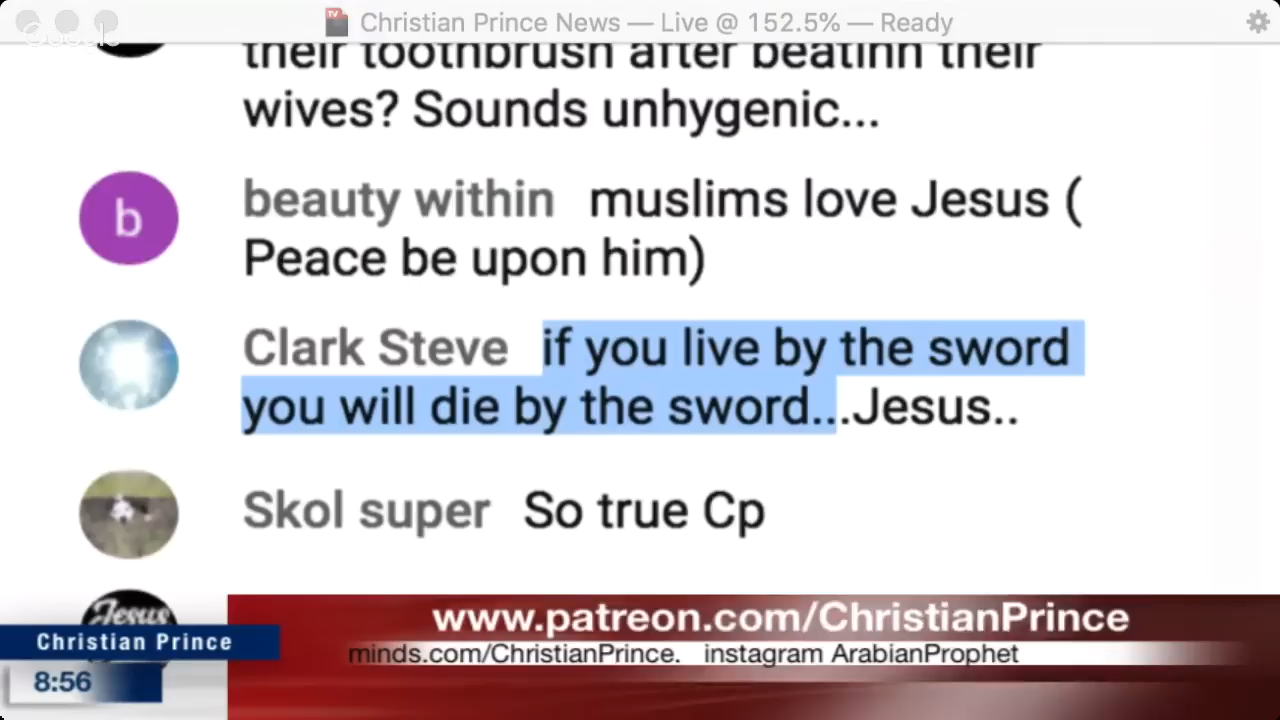 Christian Prince News — Live @ 152.5% — Ready
Google
their toothbrush after beatinn their
wives? Sounds unhygenic...
b
beauty within muslims love Jesus (
Peace be upon him)
Clark Steve if you live by the sword
you will die by the sword...Jesus..
Skol super So true Cp
Jesus
www.patreon.com/ChristianPrince
Christian Prince
minds.com/ChristianPrince. instagram ArabianProphet
8:56